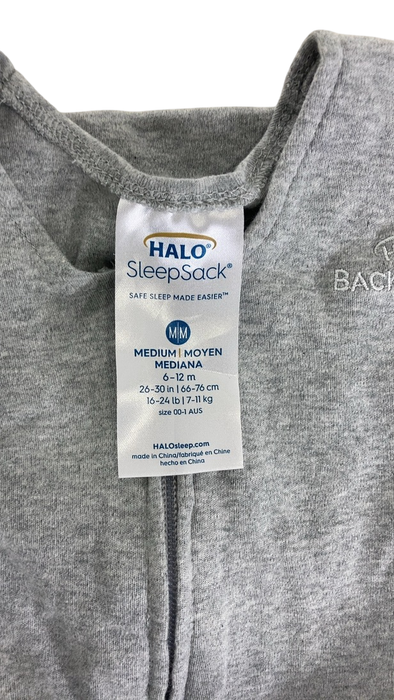 HALO®
SleepSack®
SAFE SLEEP MADE EASIER™
M|M
MEDIUM | MOYEN
MEDIANA
6-12 m
26-30 in | 66-76 cm
16-24 lb | 7-11 kg
size 00-1 AUS
HALOsleep.com
made in China/fabriqué en Chine
hecho en China
BACK